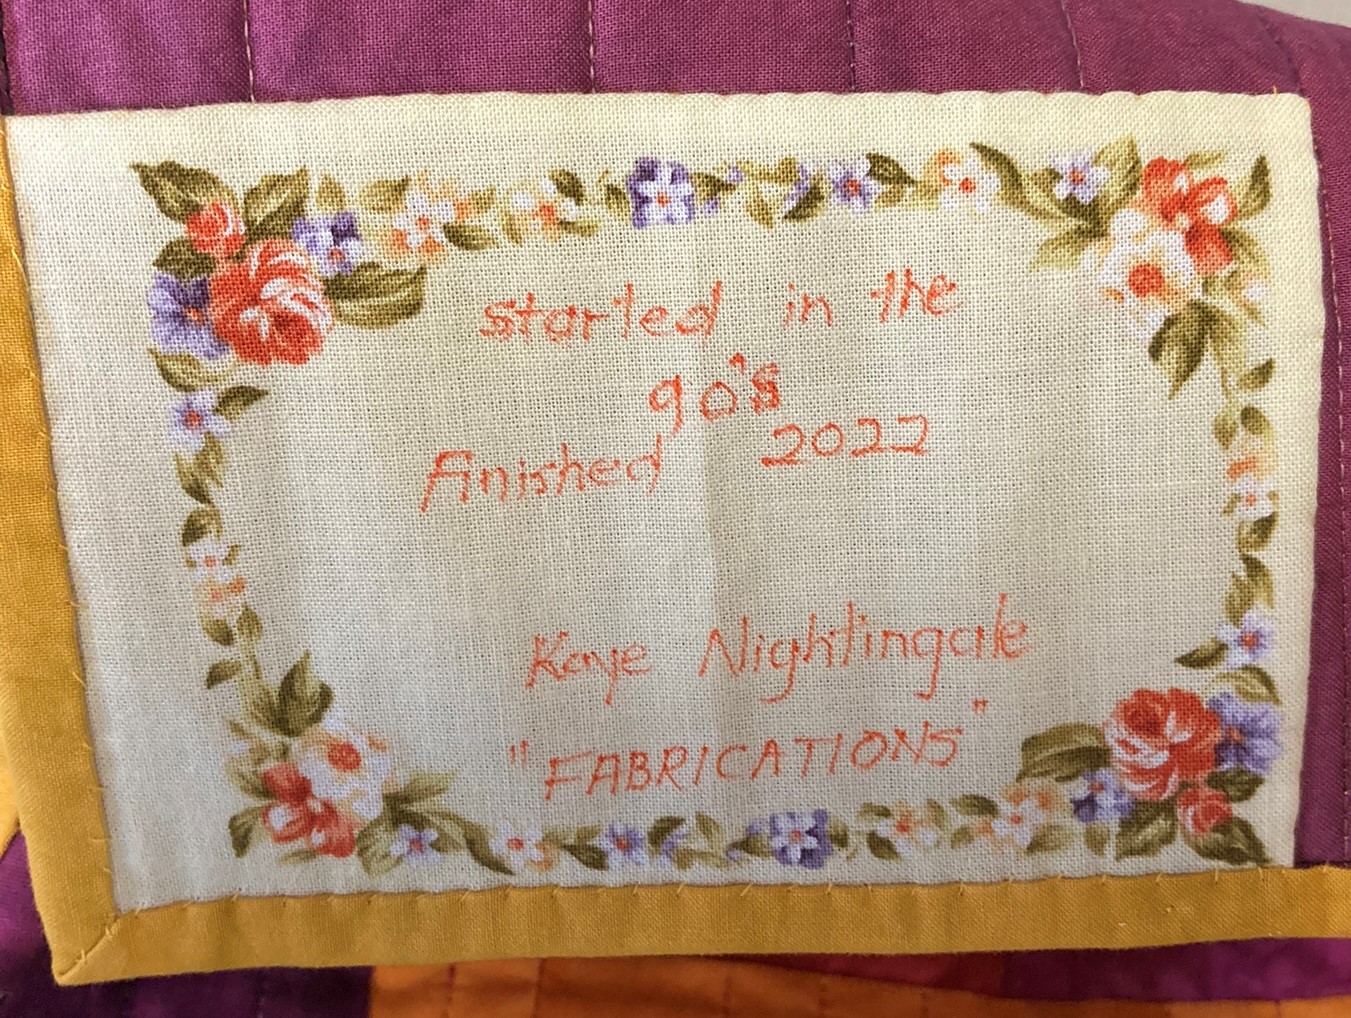 started in the
90's
Finished 2022
Kaye Nightingale
"FABRICATIONS"